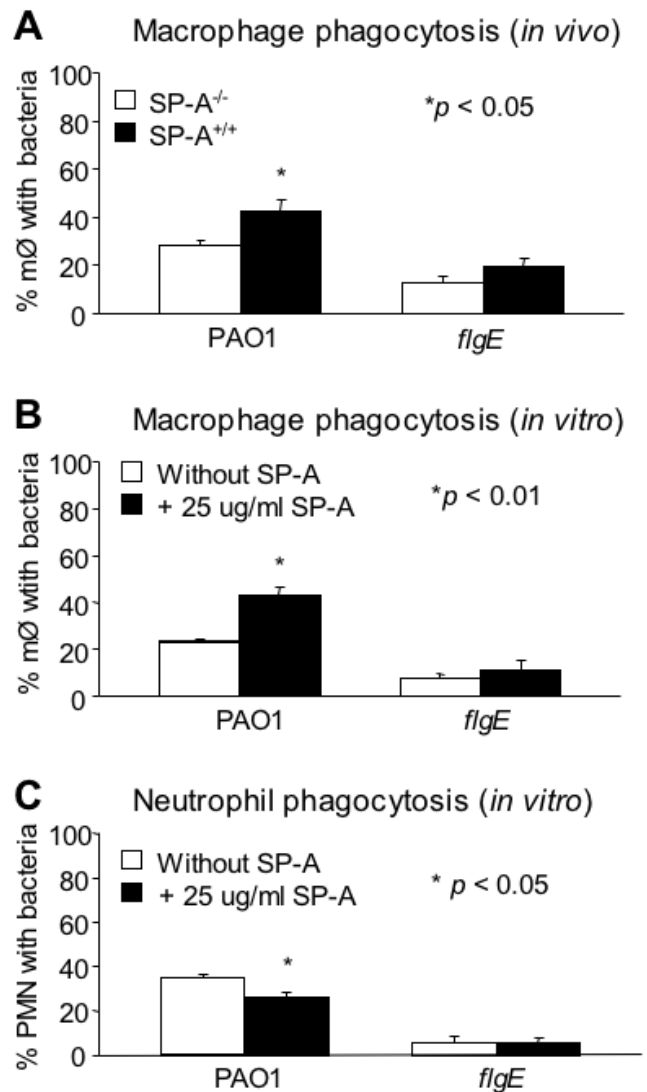 A Macrophage phagocytosis (in vivo)
% mØ wtith bacteria
100
80
60
40
20
0
SP-A-/-
SP-A+/+
*p < 0.05
*
PAO1 flgE
B Macrophage phagocytosis (in vitro)
% mØ wtith bacteria
100
80
60
40
20
0
Without SP-A
+ 25 ug/ml SP-A
*p < 0.01
*
PAO1 flgE
C Neutrophil phagocytosis (in vitro)
% PMN with bacteria
100
80
60
40
20
0
Without SP-A
+ 25 ug/ml SP-A
* p < 0.05
*
PAO1 flgE